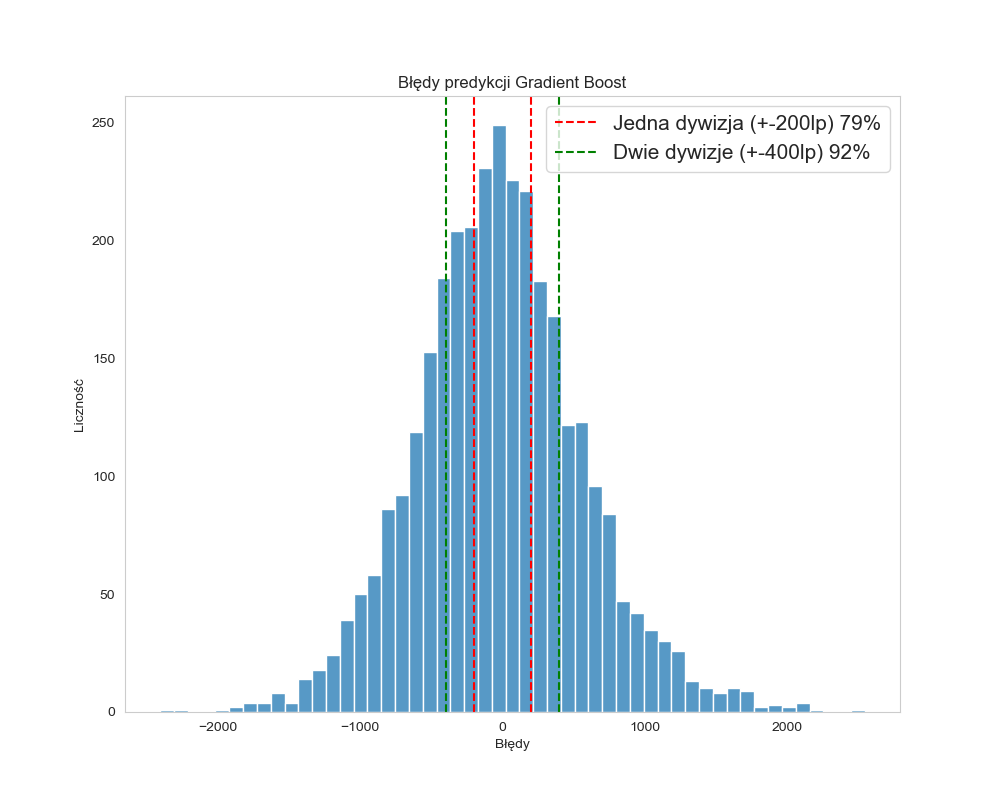 Błędy predykcji Gradient Boost
Jedna dywizja (+-200lp) 79%
Dwie dywizje (+-400lp) 92%
250
200
150
100
50
0
Liczność
−2000
−1000
0
1000
2000
Błędy